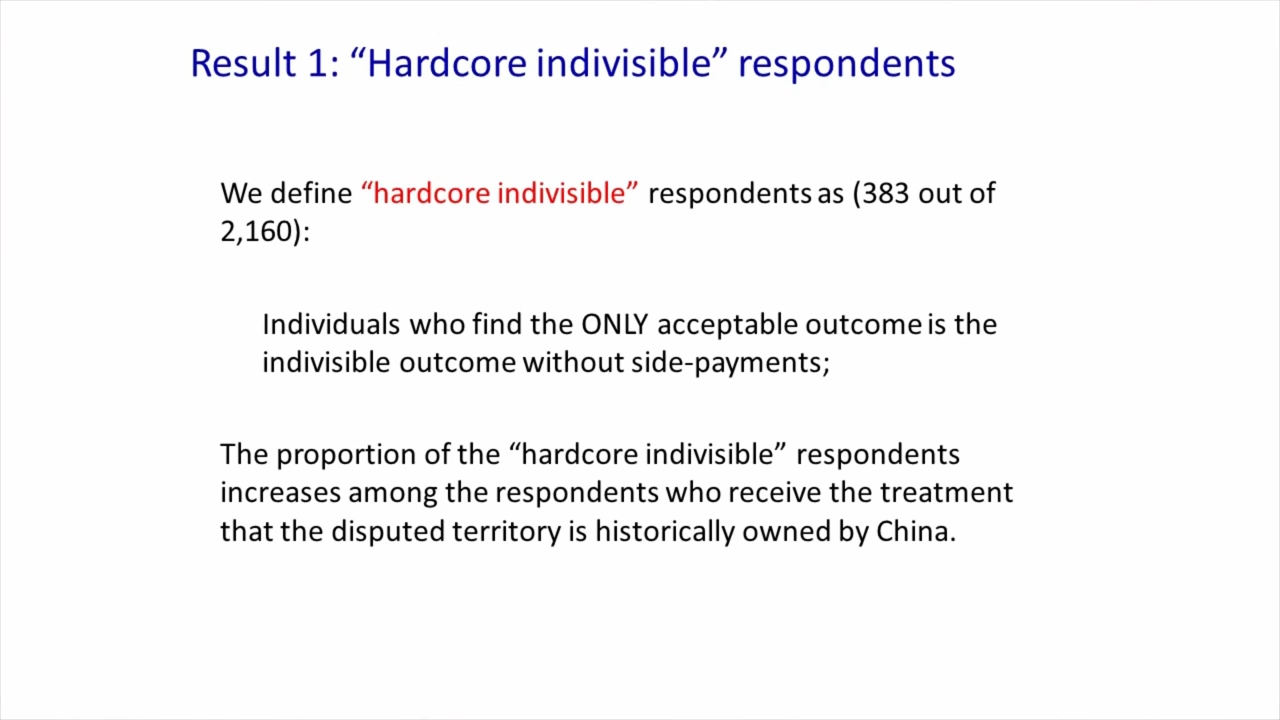 Result 1: “Hardcore indivisible” respondents
We define “hardcore indivisible” respondents as (383 out of
2,160):
Individuals who find the ONLY acceptable outcome is the
indivisible outcome without side-payments;
The proportion of the “hardcore indivisible” respondents
increases among the respondents who receive the treatment
that the disputed territory is historically owned by China.